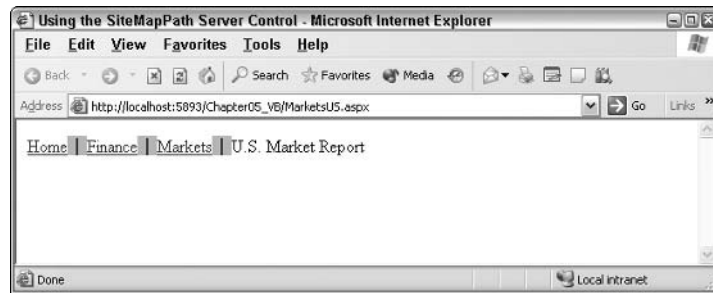 Using the SiteMapPath Server Control - Microsoft Internet Explorer
File Edit View Favorites Tools Help
Back Search Favorites Media
Address http://localhost:5893/Chapter05_VB/MarketsUS.aspx Go Links »
Home | Finance | Markets | U.S. Market Report
Done Local intranet